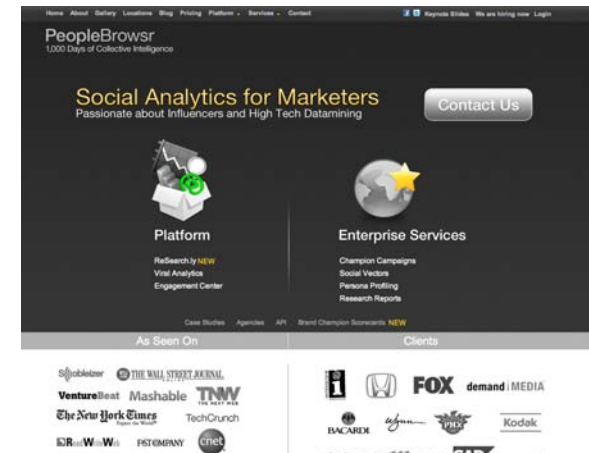 Home About Gallery Locations Blog Pricing Platform Services Contact
Keynote Slides We are hiring now Login
PeopleBrowsr
1,000 Days of Collective Intelligence
Social Analytics for Marketers
Passionate about Influencers and High Tech Datamining
Contact Us
Platform
Enterprise Services
ReSearch.ly NEW
Viral Analytics
Engagement Center
Champion Campaigns
Social Vectors
Persona Profiling
Research Reports
Case Studies Agencies API Brand Champion Scorecards NEW
As Seen On
Clients
Scobleizer THE WALL STREET JOURNAL.
VentureBeat Mashable TNW
THE NEXT WEB
The New York Times TechCrunch
ReadWriteWeb FAST COMPANY cnet
i FOX demand MEDIA
BACARDI Wynn PHX Kodak
SAP